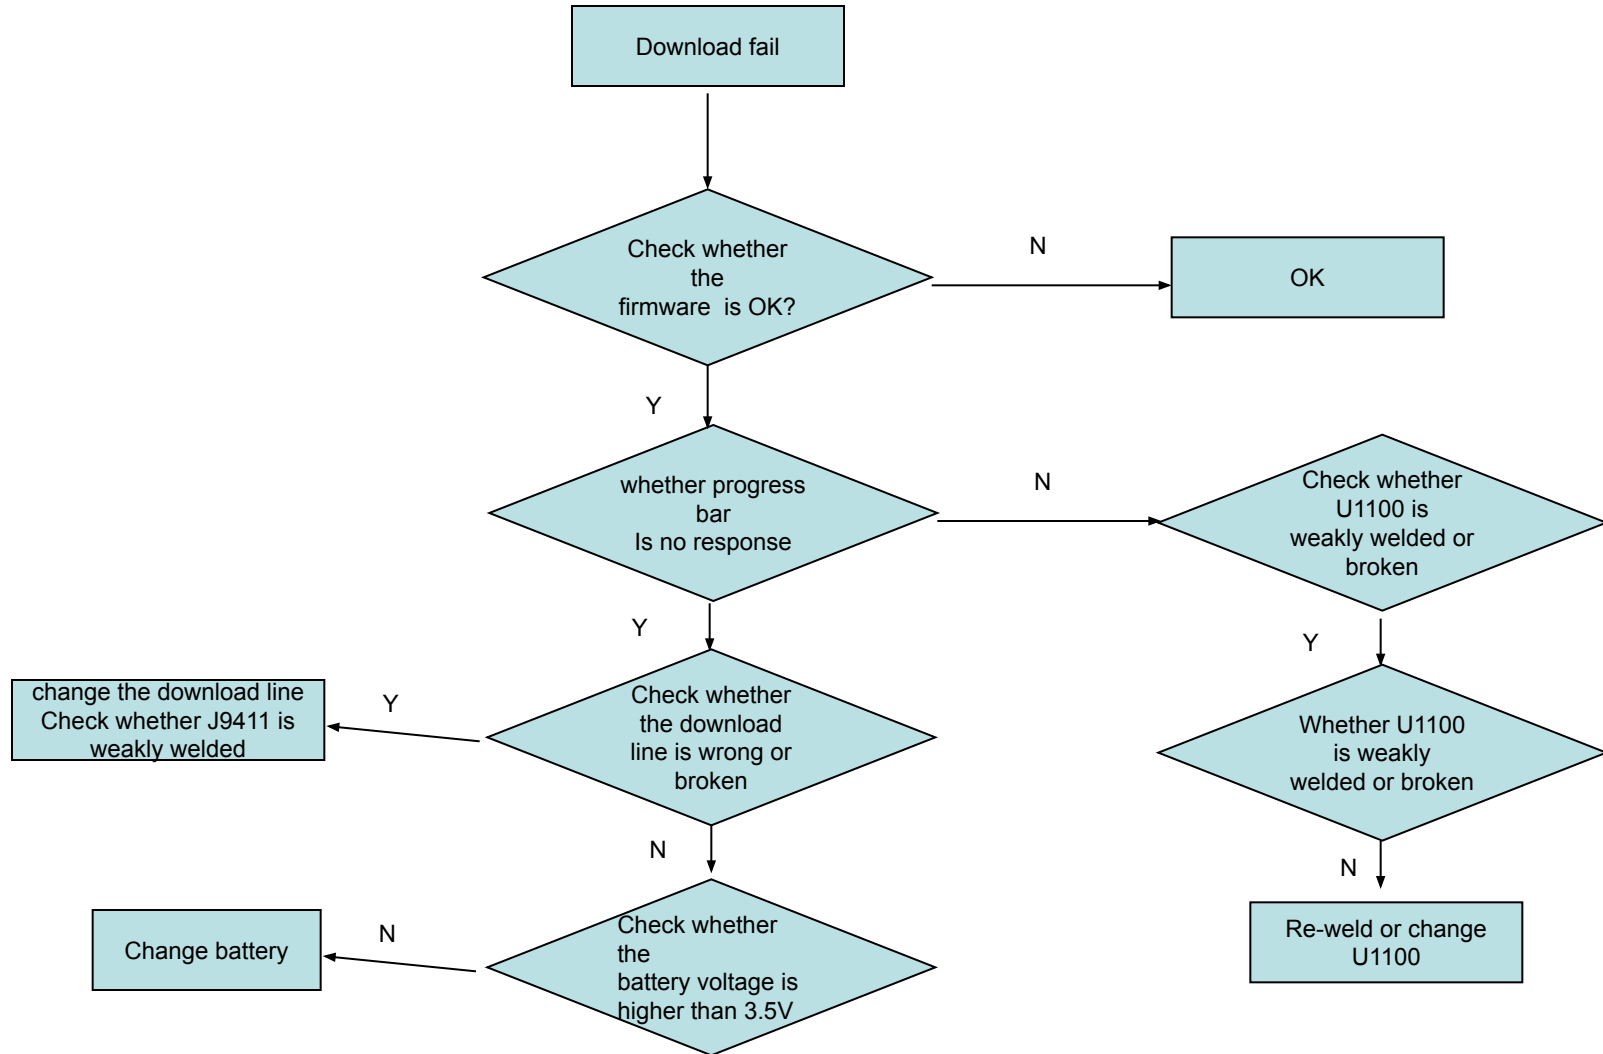 Download fail
Check whether
the
firmware  is OK?
N
OK
Y
whether progress
bar
Is no response
N
Check whether
U1100 is
weakly welded or
broken
Y
Y
change the download line
Check whether J9411 is
weakly welded
Y
Check whether
the download
line is wrong or
broken
Whether U1100
is weakly
welded or broken
N
N
Change battery
N
Check whether
the
battery voltage is
higher than 3.5V
Re-weld or change
U1100